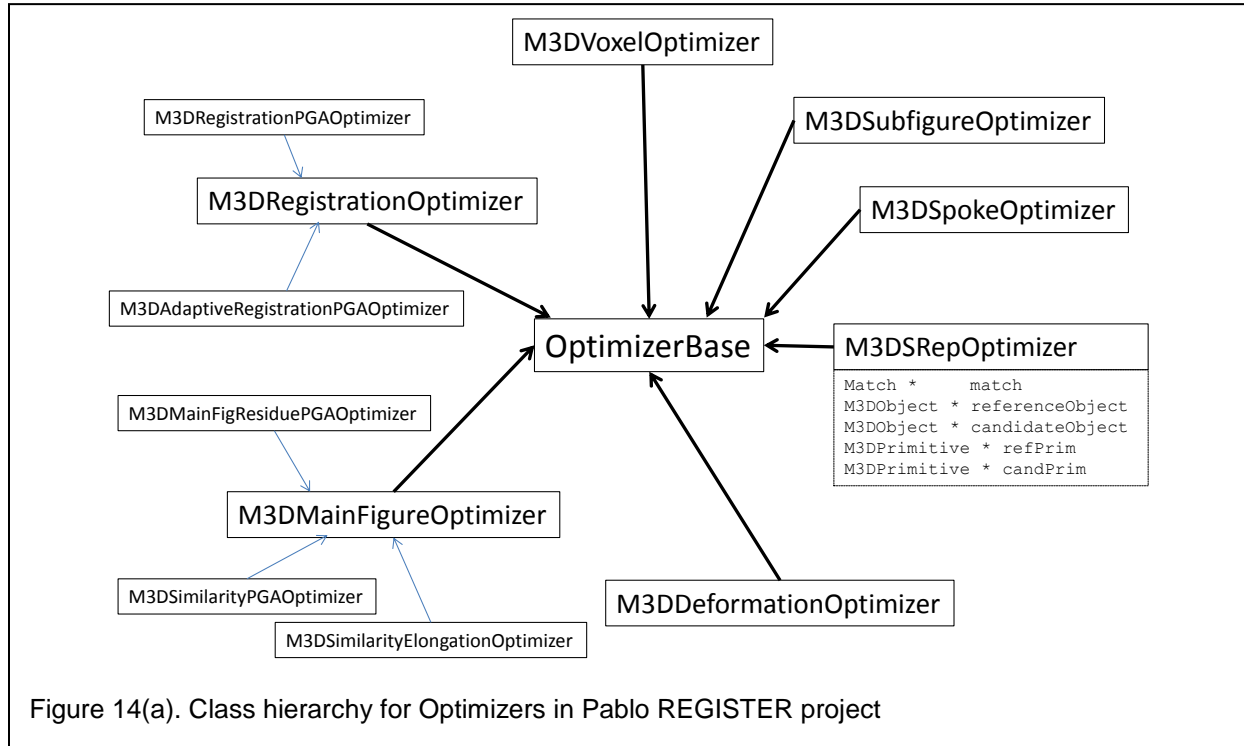 M3DVoxelOptimizer
M3DRegistrationPGAOptimizer
M3DSubfigureOptimizer
M3DRegistrationOptimizer
M3DSpokeOptimizer
M3DAdaptiveRegistrationPGAOptimizer
OptimizerBase
M3DSRepOptimizer
Match * match
M3DObject * referenceObject
M3DObject * candidateObject
M3DPrimitive * refPrim
M3DPrimitive * candPrim
M3DMainFigResiduePGAOptimizer
M3DMainFigureOptimizer
M3DSimilarityPGAOptimizer
M3DDeformationOptimizer
M3DSimilarityElongationOptimizer
Figure 14(a). Class hierarchy for Optimizers in Pablo REGISTER project